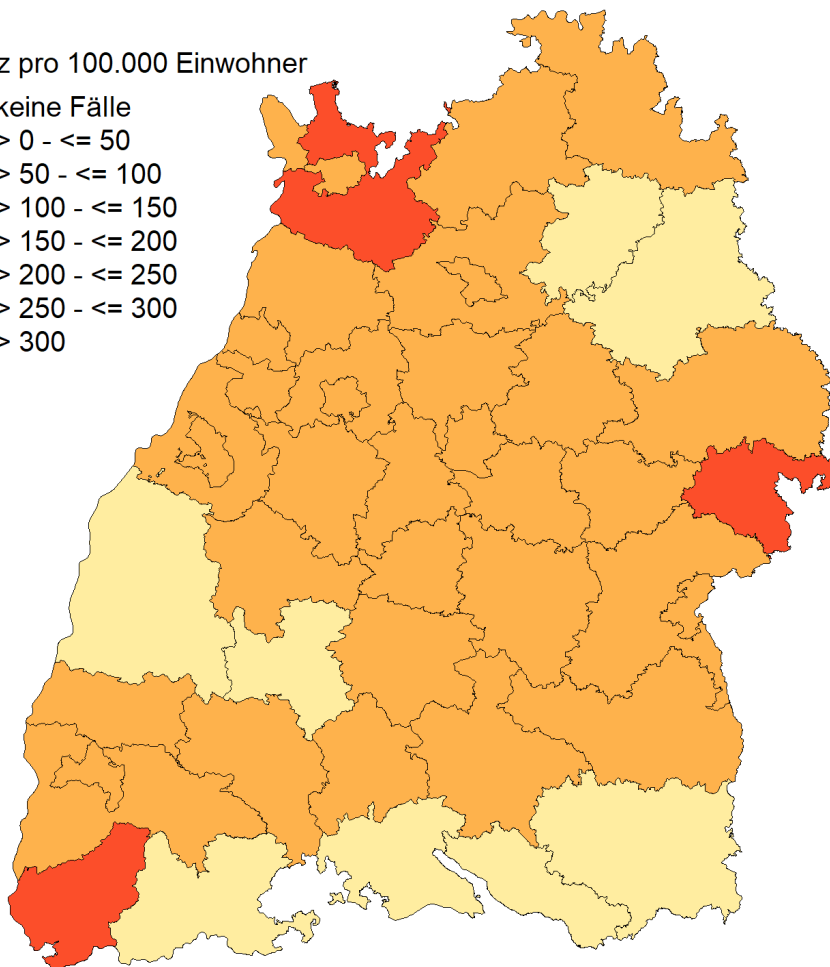 z pro 100.000 Einwohner
keine Fälle
> 0 - <= 50
> 50 - <= 100
> 100 - <= 150
> 150 - <= 200
> 200 - <= 250
> 250 - <= 300
> 300